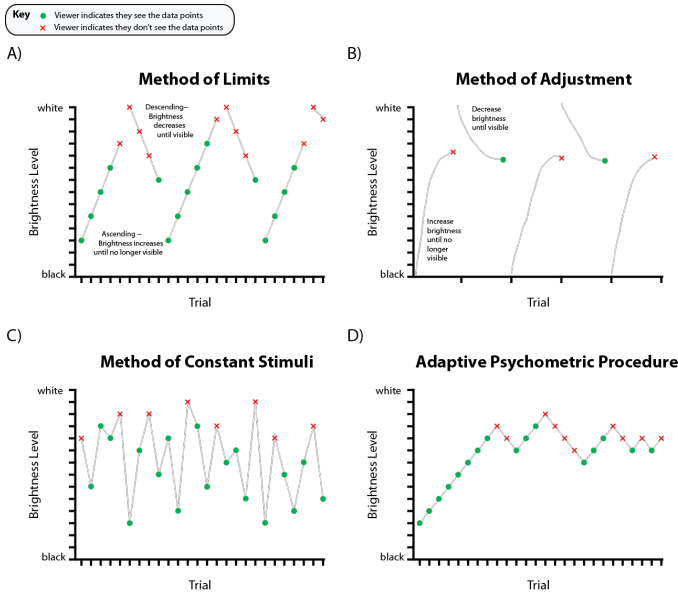 Key
Viewer indicates they see the data points
Viewer indicates they don't see the data points
A)
Method of Limits
white
Brightness Level
black
Descending—
Brightness
decreases
until visible
Ascending —
Brightness increases
until no longer visible
Trial
B)
Method of Adjustment
white
Brightness Level
black
Decrease
brightness
until visible
Increase
brightness
until no
longer
visible
Trial
C)
Method of Constant Stimuli
white
Brightness Level
black
Trial
D)
Adaptive Psychometric Procedure
white
Brightness Level
black
Trial